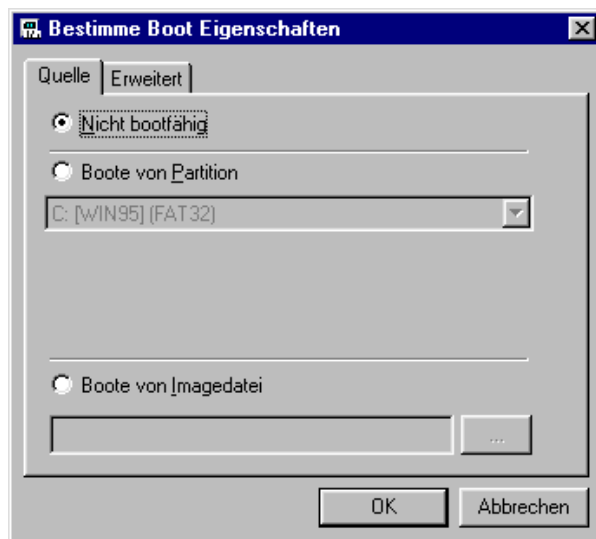 Bestimme Boot Eigenschaften
Quelle Erweitert
Nicht bootfähig
Boote von Partition
C: [WIN95] (FAT32)
Boote von Imagedatei
...
OK Abbrechen